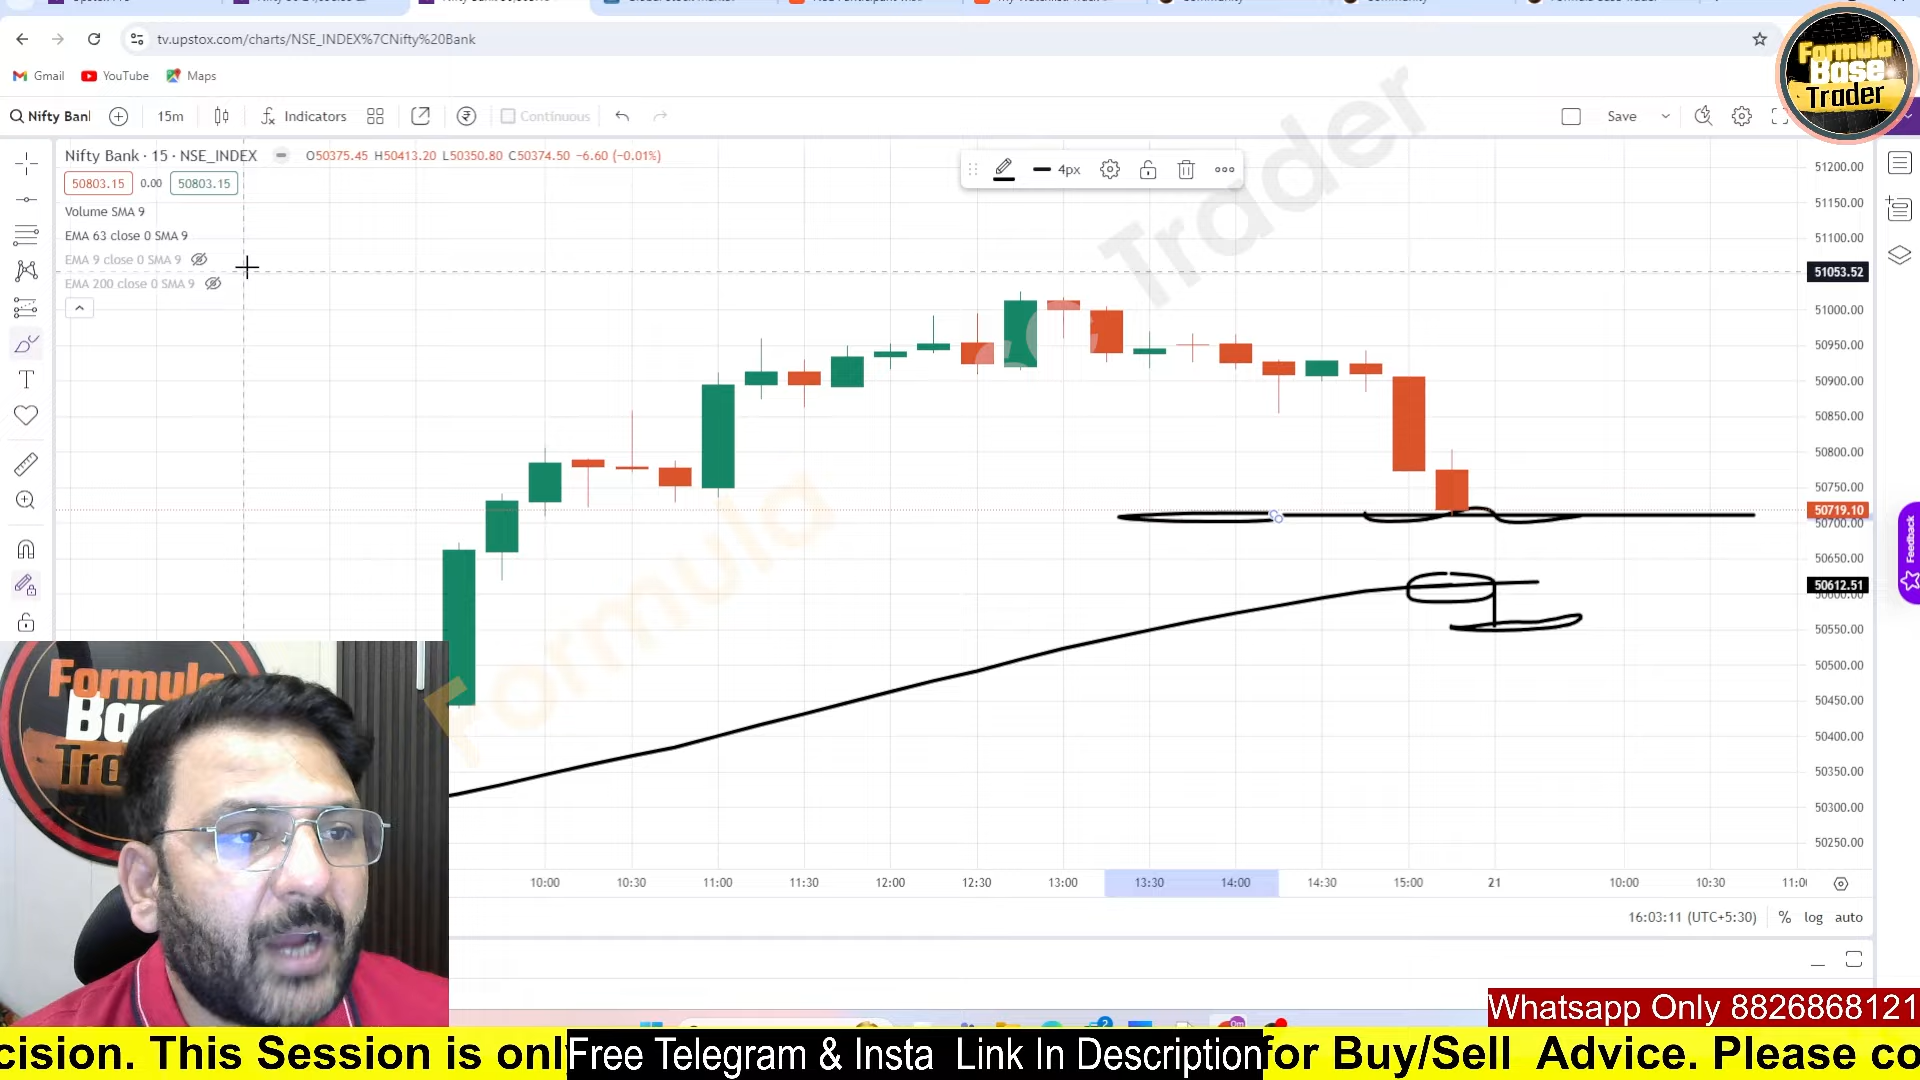 tv.upstox.com/charts/NSE_INDEX%7CNifty%20Bank
Gmail YouTube Maps
Formula
Base
Trader
Nifty Banl 15m Indicators Continuous Save
Nifty Bank · 15 · NSE_INDEX O50375.45 H50413.20 L50350.80 C50374.50 −6.60 (−0.01%)
50803.15 0.00 50803.15
4px
Volume SMA 9
EMA 63 close 0 SMA 9
EMA 9 close 0 SMA 9
EMA 200 close 0 SMA 9
51200.00
51150.00
51100.00
51053.52
51000.00
50950.00
50900.00
50850.00
50800.00
50750.00
50719.10
50700.00
50650.00
50612.51
50600.00
50550.00
50500.00
50450.00
50400.00
50350.00
50300.00
50250.00
Feedback
Formula
Trader
10:00 10:30 11:00 11:30 12:00 12:30 13:00 13:30 14:00 14:30 15:00 21 10:00 10:30
16:03:11 (UTC+5:30) % log auto
Formula
Whatsapp Only 8826868121
cision. This Session is onl Free Telegram & Insta Link In Description for Buy/Sell Advice. Please co